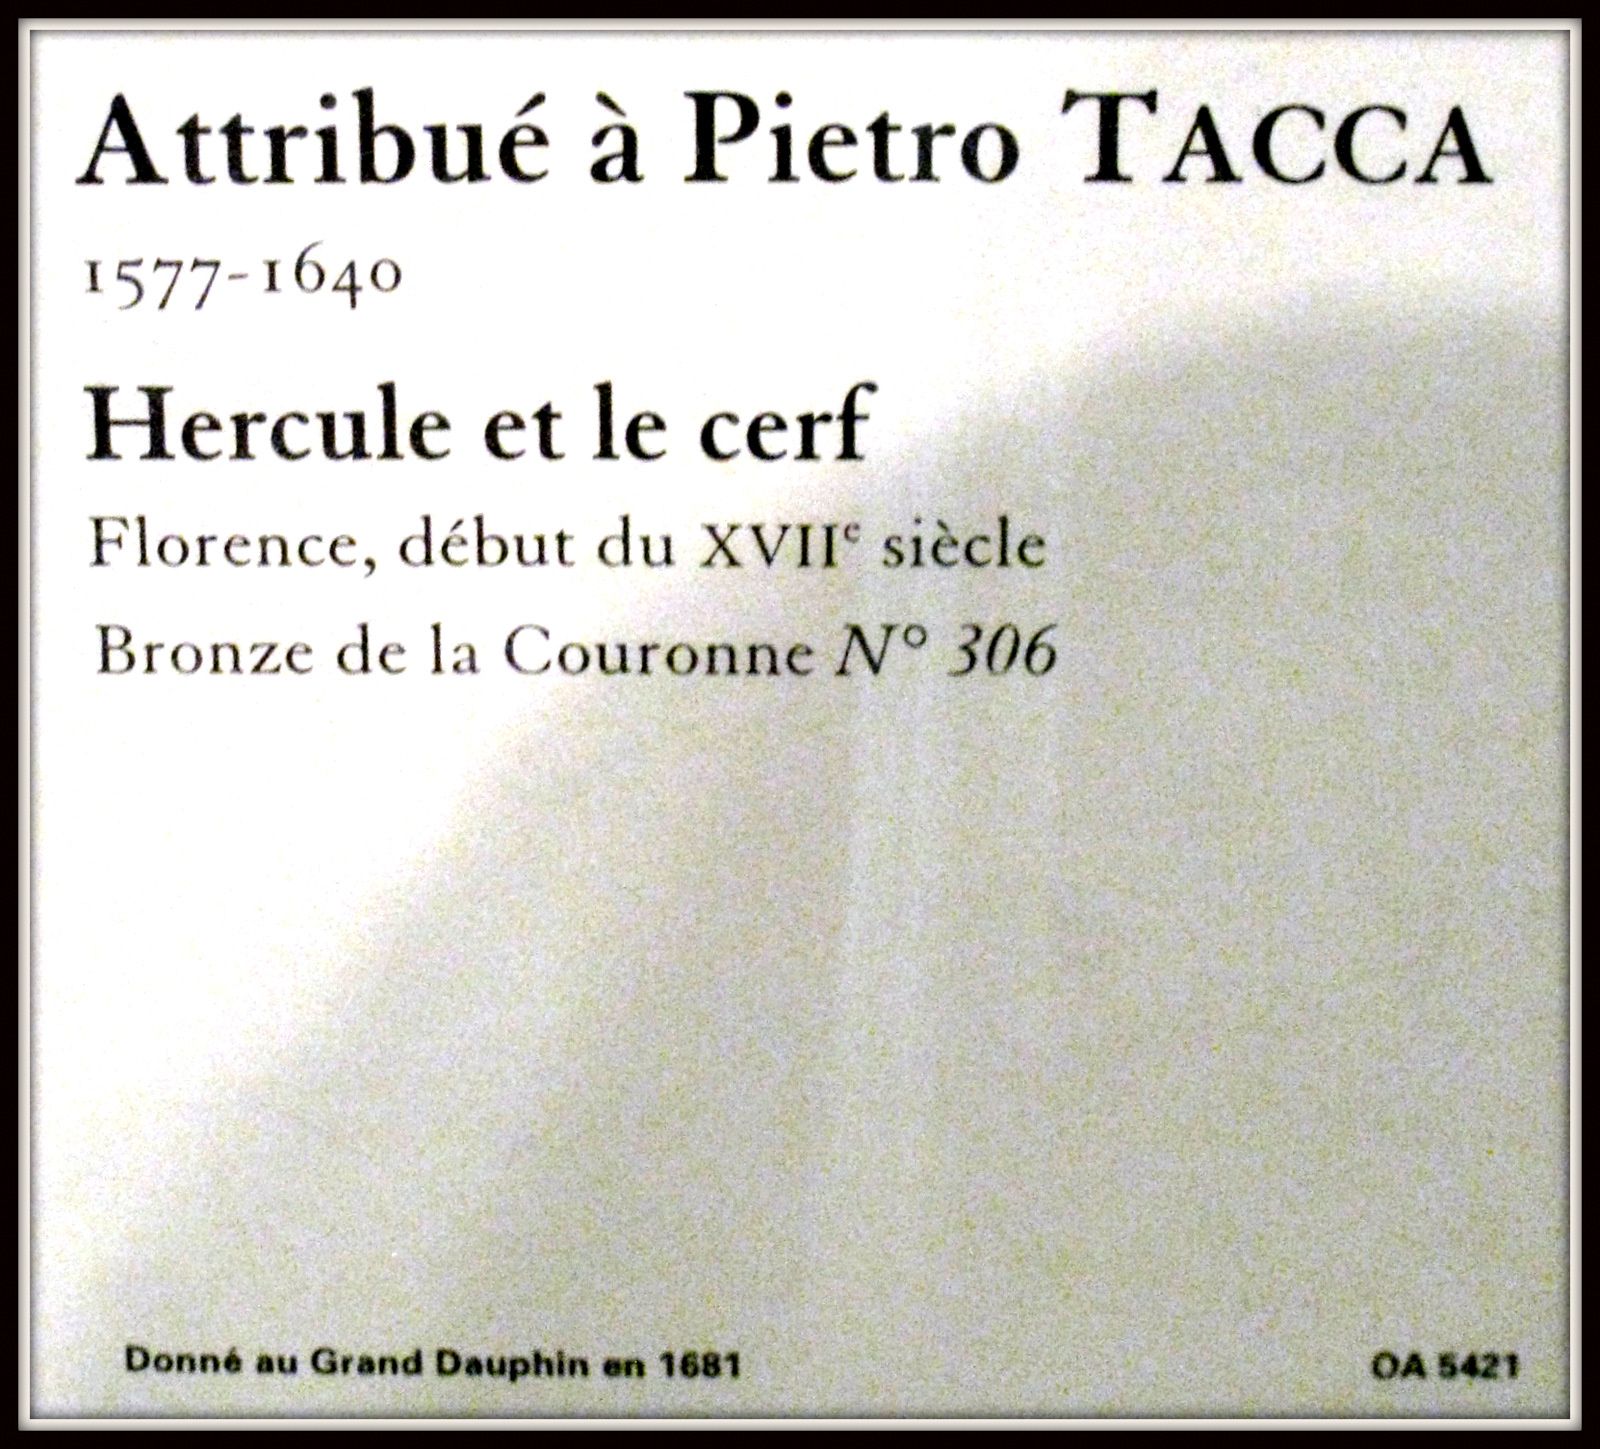 Attribué à Pietro TACCA
1577-1640
Hercule et le cerf
Florence, début du XVIIe siècle
Bronze de la Couronne N° 306
Donné au Grand Dauphin en 1681
OA 5421